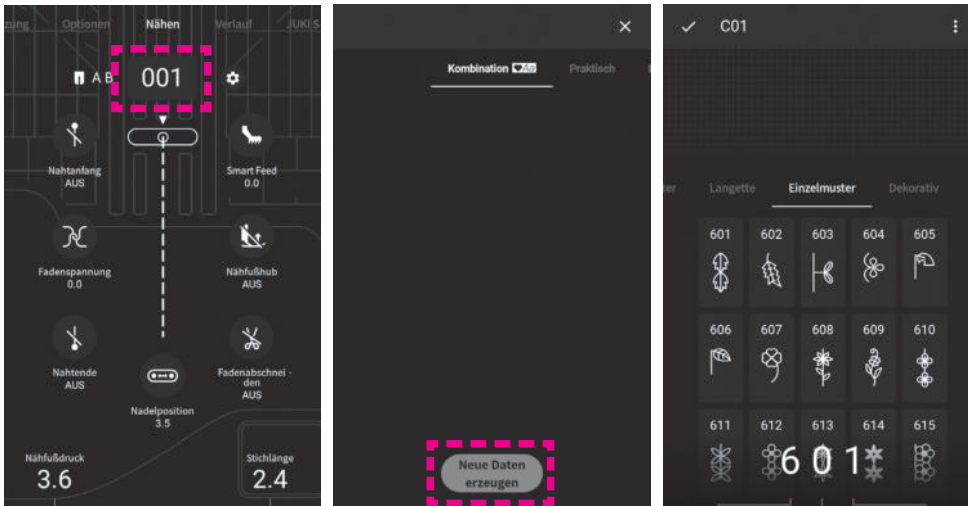 zung Optionen Nähen Verlauf JUKI S
A B 001
Nahtanfang
AUS
Smart Feed
0.0
Fadenspannung
0.0
Nähfußhub
AUS
Nahtende
AUS
Fadenabschnei -
den
AUS
Nadelposition
3.5
Nähfußdruck
3.6
Stichlänge
2.4
Kombination Aa Praktisch
Neue Daten
erzeugen
C01
ter Langette Einzelmuster Dekorativ
601 602 603 604 605
606 607 608 609 610
611 612 613 614 615
601